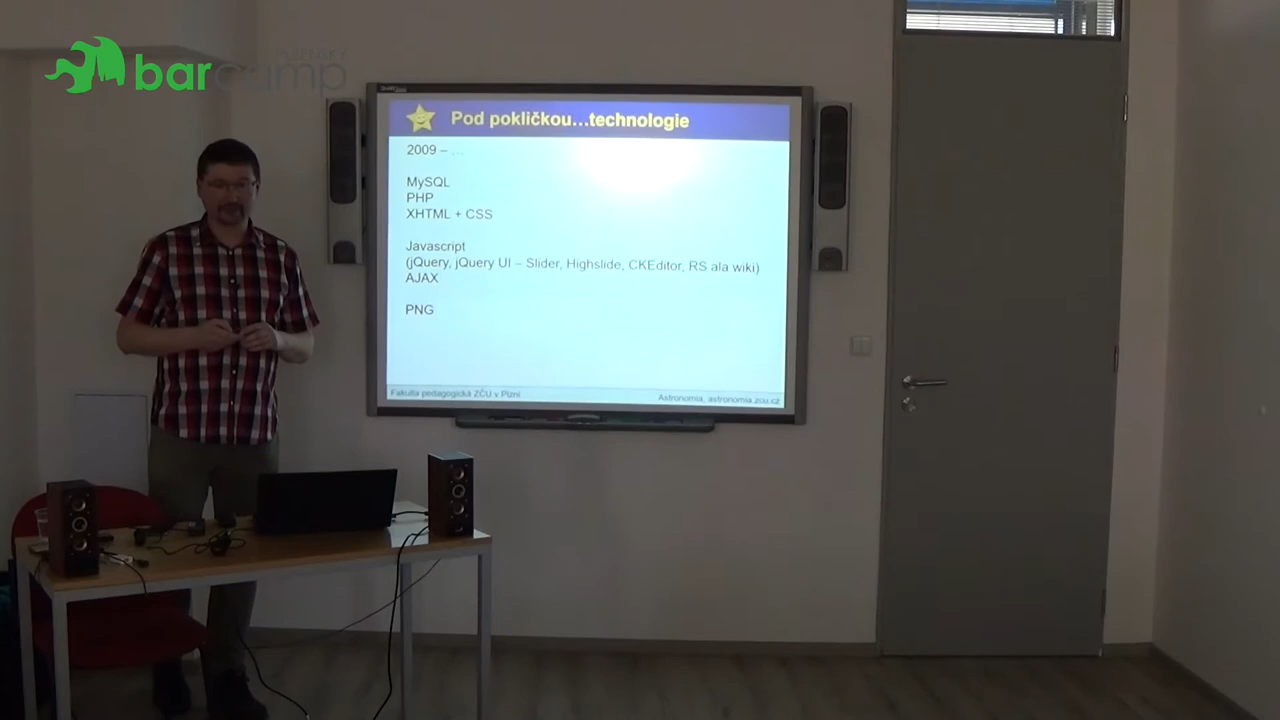 barcamp
Pod pokličkou...technologie
2009 – ...
MySQL
PHP
XHTML + CSS
Javascript
(jQuery, jQuery UI – Slider, Highslide, CKEditor, RS ala wiki)
AJAX
PNG
Fakulta pedagogická ZČU v Plzni
Astronomia, astronomia.zcu.cz